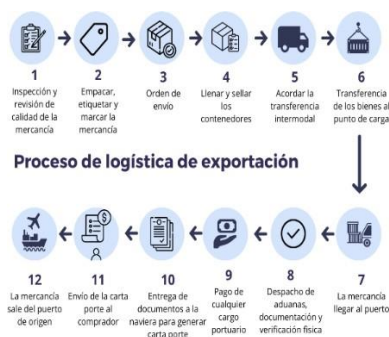 1
Inspección y
revisión de
calidad de la
mercancía
2
Empacar,
etiquetar y
marcar la
mercancía
3
Orden de
envío
4
Llenar y sellar
los
contenedores
5
Acordar la
transferencia
intermodal
6
Transferencia
de los bienes al
punto de carga
Proceso de logística de exportación
7
La mercancía
llegar al puerto
8
Despacho de
aduanas,
documentación y
verificación física
9
Pago de
cualquier
cargo
portuario
10
Entrega de
documentos a la
naviera para generar
carta porte
11
Envío de la carta
porte al
comprador
12
La mercancía
sale del puerto
de origen